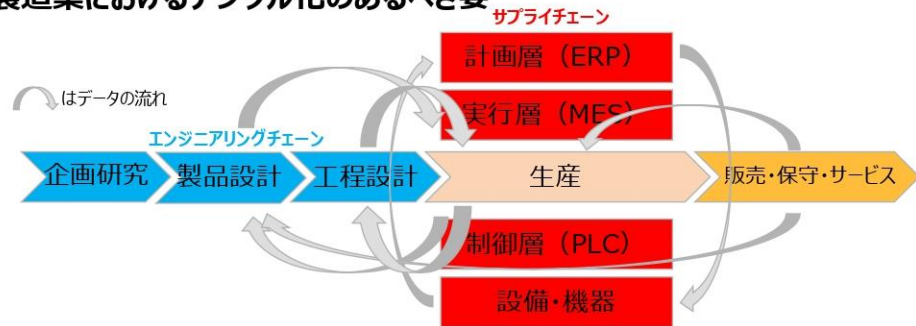 製造業におけるデジタル化のあるべき姿
サプライチェーン
計画層（ERP）
はデータの流れ
実行層（MES）
エンジニアリングチェーン
企画研究
製品設計
工程設計
生産
販売・保守・サービス
制御層（PLC）
設備・機器